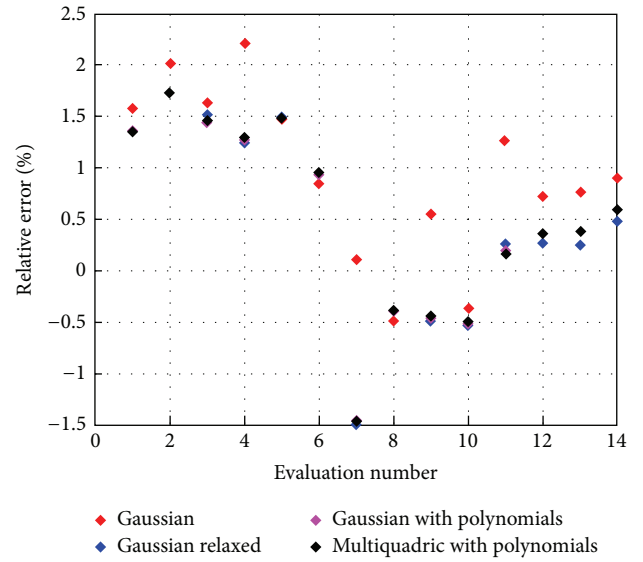 2.5
2
1.5
1
0.5
0
−0.5
−1
−1.5
Relative error (%)
0 2 4 6 8 10 12 14
Evaluation number
Gaussian
Gaussian relaxed
Gaussian with polynomials
Multiquadric with polynomials